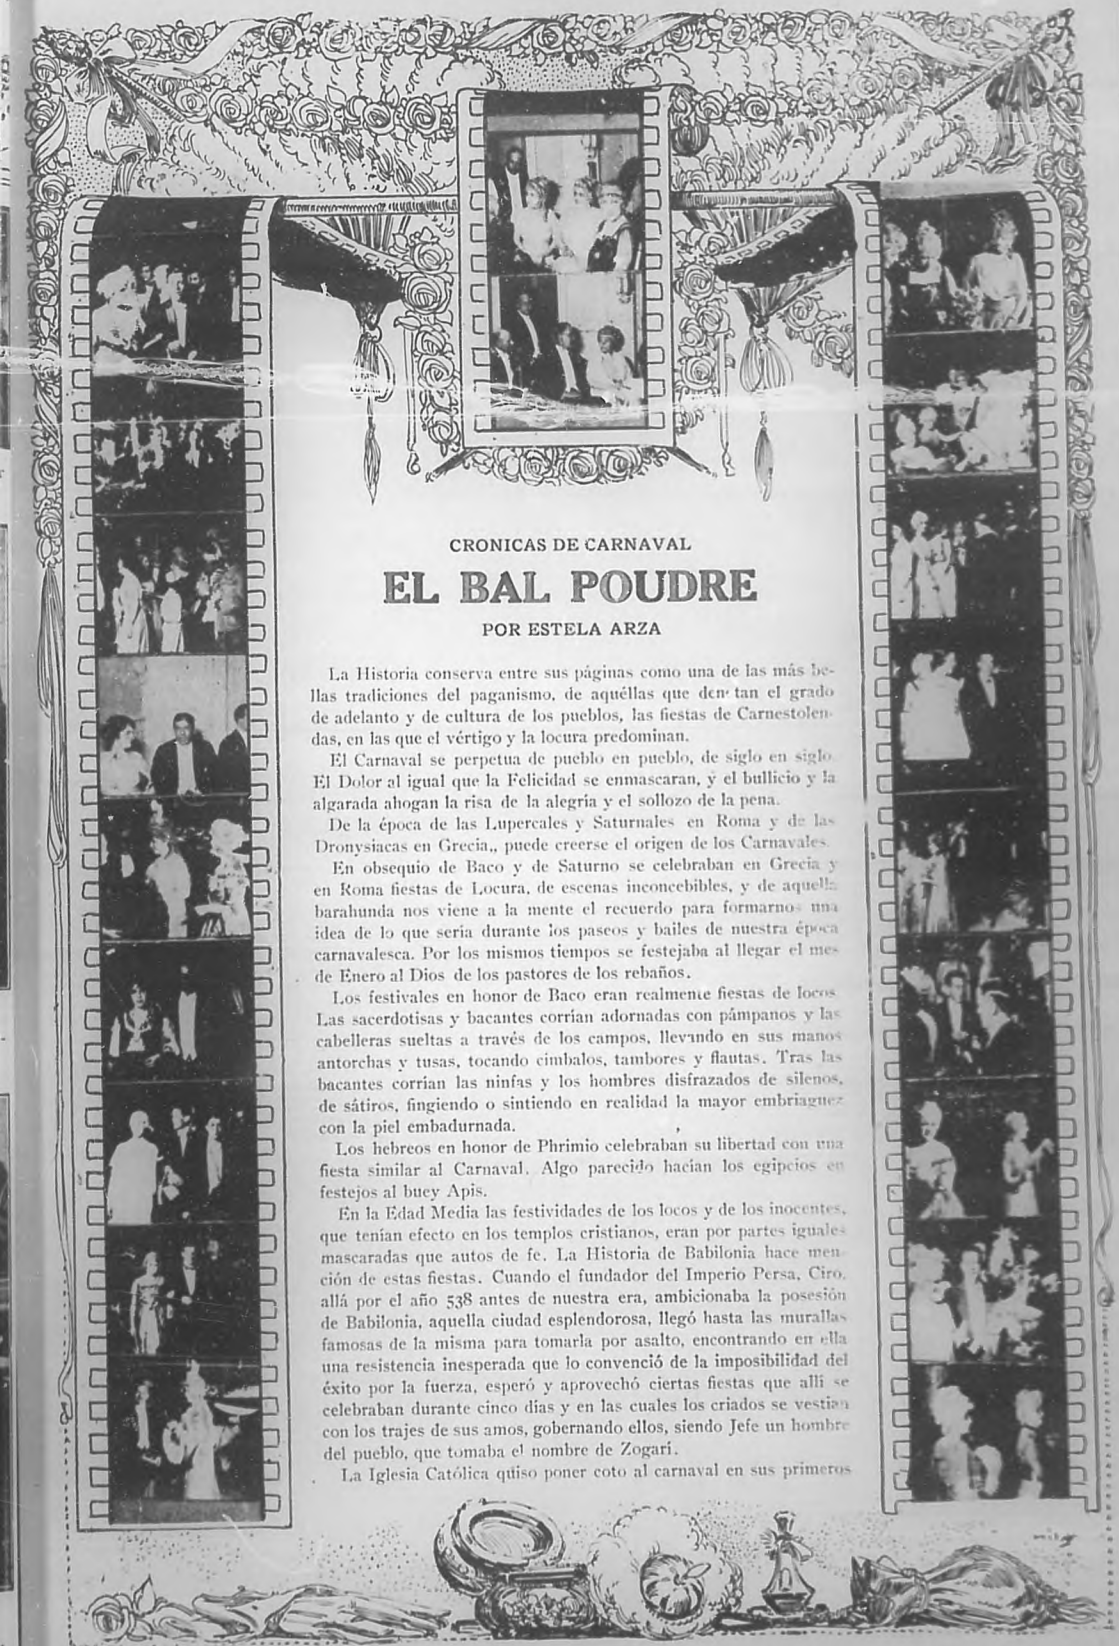 CRONICAS DE CARNAVAL
EL BAL POUDRE
POR ESTELA ARZA
La Historia conserva entre sus páginas como una de las más be-
llas tradiciones del paganismo, de aquéllas que den tan el grado
de adelanto y de cultura de los pueblos, las fiestas de Carnestolen-
das, en las que el vértigo y la locura predominan.
El Carnaval se perpetua de pueblo en pueblo, de siglo en siglo
El Dolor al igual que la Felicidad se enmascaran, y el bullicio y la
algarada ahogan la risa de la alegria y el sollozo de la pena.
De la época de las Lupercales y Saturnales en Roma y de las
Dronysiacas en Grecia,, puede creerse el origen de los Carnavales.
En obsequio de Baco y de Saturno se celebraban en Grecia y
en Roma fiestas de Locura, de escenas inconcebibles, y de aquella
barahunda nos viene a la mente el recuerdo para formarnos una
idea de lo que seria durante los paseos y bailes de nuestra época
carnavalesca. Por los mismos tiempos se festejaba al llegar el mes
de Enero al Dios de los pastores de los rebaños.
Los festivales en honor de Baco eran realmente fiestas de locos
Las sacerdotisas y bacantes corrían adornadas con pámpanos y las
cabelleras sueltas a través de los campos, llevando en sus manos
antorchas y tusas, tocando cimbalos, tambores y flautas. Tras las
bacantes corrían las ninfas y los hombres disfrazados de silenos,
de sátiros, fingiendo o sintiendo en realidad la mayor embriaguez
con la piel embadurnada.
Los hebreos en honor de Phrimio celebraban su libertad con una
fiesta similar al Carnaval. Algo parecido hacian los egipcios en
festejos al buey Apis.
En la Edad Media las festividades de los locos y de los inocentes,
que tenían efecto en los templos cristianos, eran por partes iguales
mascaradas que autos de fe. La Historia de Babilonia hace men
ción de estas fiestas. Cuando el fundador del Imperio Persa, Ciro,
allá por el año 538 antes de nuestra era, ambicionaba la posesión
de Babilonia, aquella ciudad esplendorosa, llegó hasta las murallas
famosas de la misma para tomarla por asalto, encontrando en ella
una resistencia inesperada que lo convenció de la imposibilidad del
éxito por la fuerza, esperó y aprovechó ciertas fiestas que allí se
celebraban durante cinco días y en las cuales los criados se vestian
con los trajes de sus amos, gobernando ellos, siendo Jefe un hombre
del pueblo, que tomaba el nombre de Zogari.
La Iglesia Católica quiso poner coto al carnaval en sus primeros